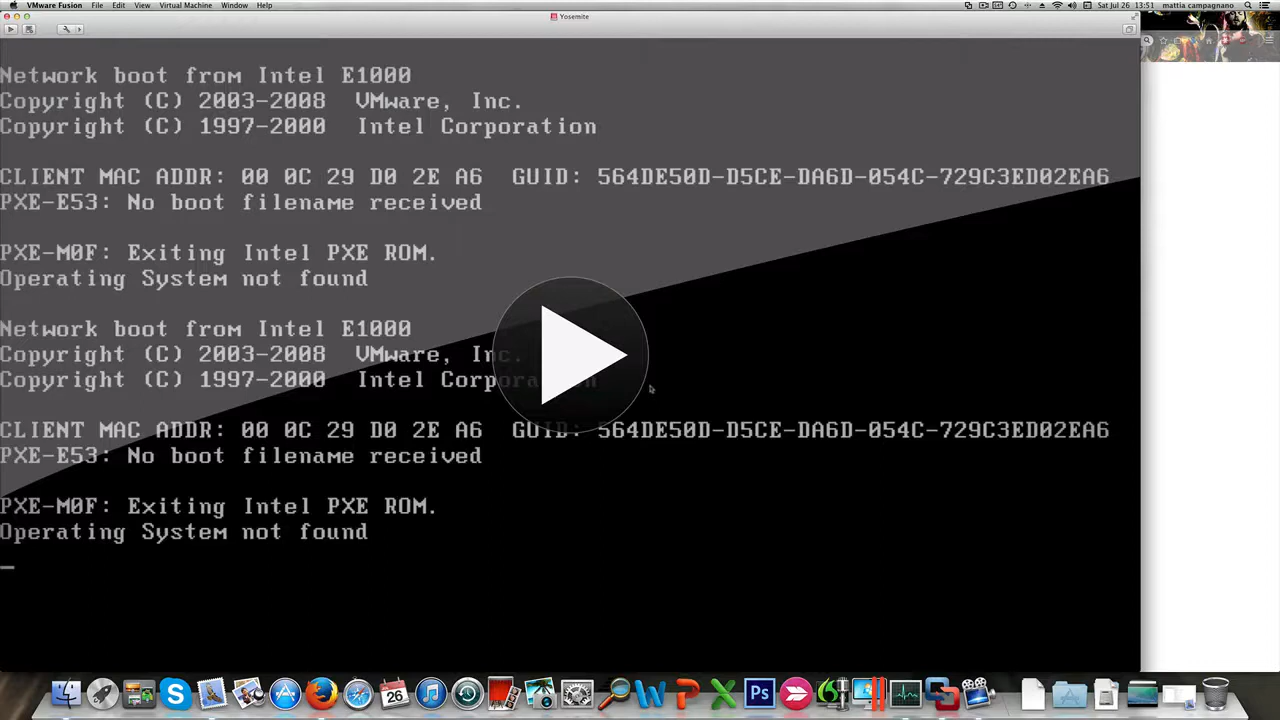 VMware Fusion File Edit View Virtual Machine Window Help Sat Jul 26 13:51 mattia campagnano
Yosemite
Network boot from Intel E1000
Copyright (C) 2003-2008 VMware, Inc.
Copyright (C) 1997-2000 Intel Corporation
CLIENT MAC ADDR: 00 0C 29 D0 2E A6 GUID: 564DE50D-D5CE-DA6D-054C-729C3ED02EA6
PXE-E53: No boot filename received
PXE-M0F: Exiting Intel PXE ROM.
Operating System not found
Network boot from Intel E1000
Copyright (C) 2003-2008 VMware, Inc.
Copyright (C) 1997-2000 Intel Corporation
CLIENT MAC ADDR: 00 0C 29 D0 2E A6 GUID: 564DE50D-D5CE-DA6D-054C-729C3ED02EA6
PXE-E53: No boot filename received
PXE-M0F: Exiting Intel PXE ROM.
Operating System not found
26 Ps